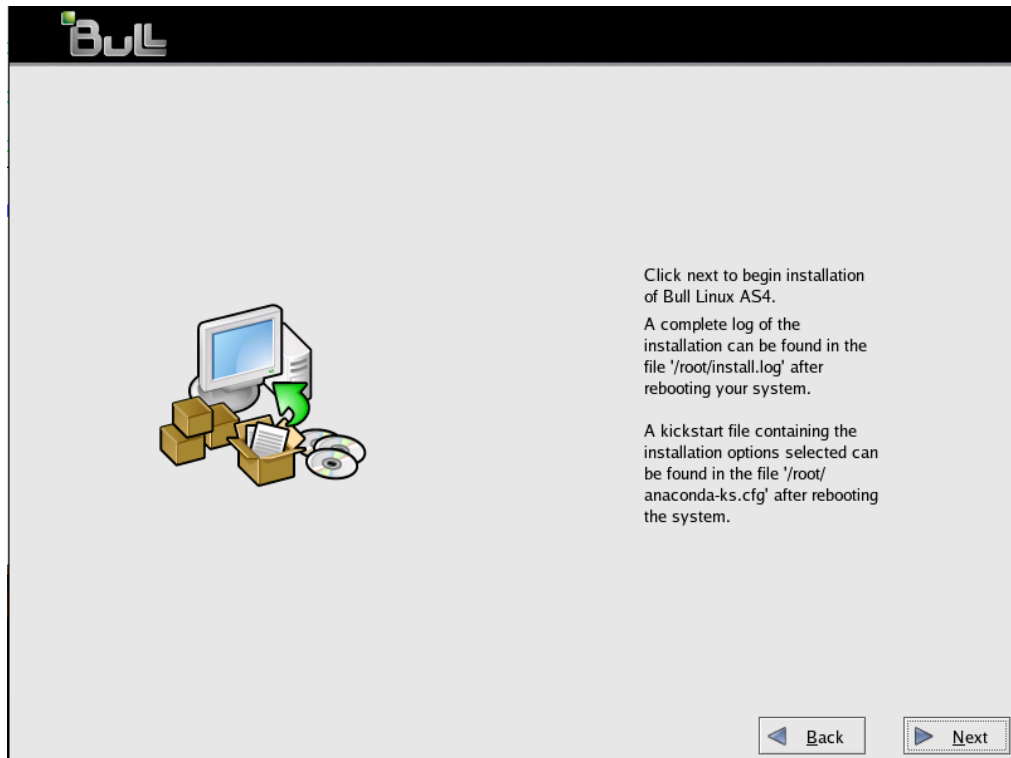 Bull
Click next to begin installation
of Bull Linux AS4.
A complete log of the
installation can be found in the
file '/root/install.log' after
rebooting your system.
A kickstart file containing the
installation options selected can
be found in the file '/root/
anaconda-ks.cfg' after rebooting
the system.
Back
Next